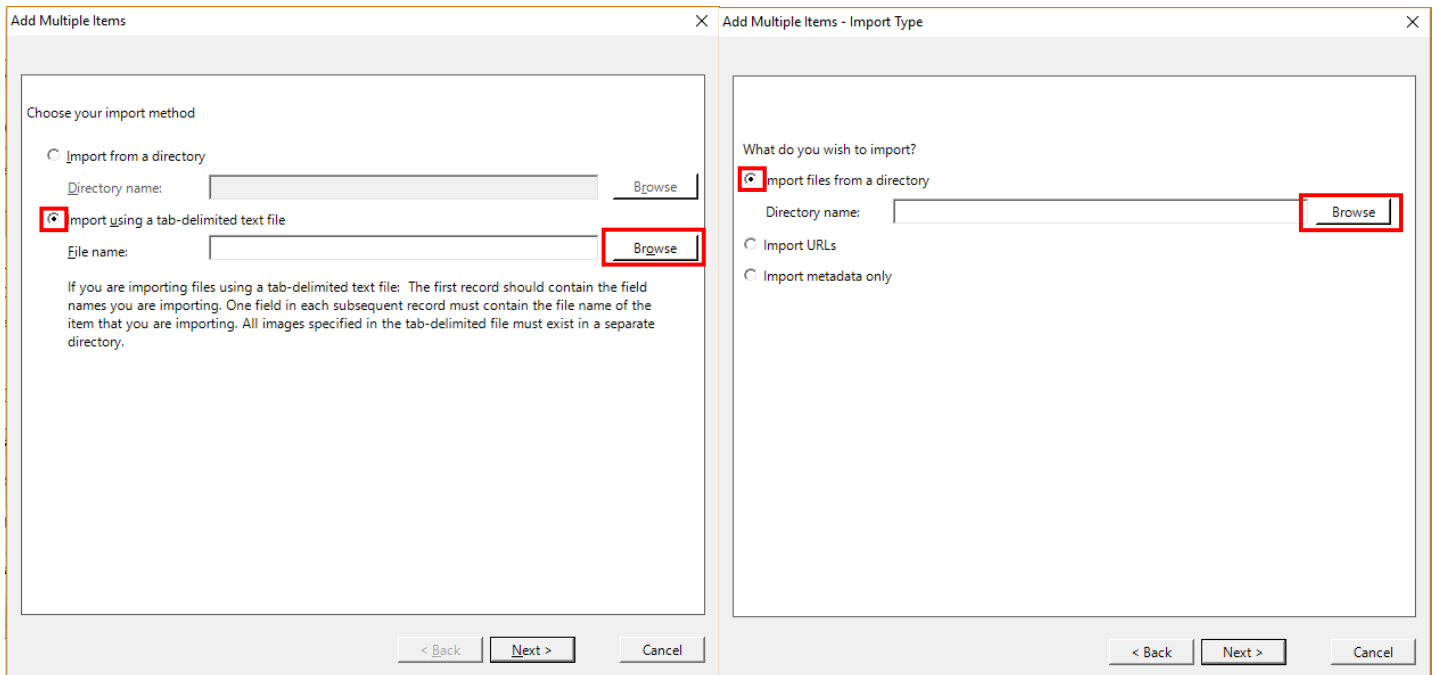 Add Multiple Items
Choose your import method
Import from a directory
Directory name:
Browse
Import using a tab-delimited text file
File name:
Browse
If you are importing files using a tab-delimited text file:  The first record should contain the field
names you are importing. One field in each subsequent record must contain the file name of the
item that you are importing. All images specified in the tab-delimited file must exist in a separate
directory.
< Back
Next >
Cancel
Add Multiple Items - Import Type
What do you wish to import?
Import files from a directory
Directory name:
Browse
Import URLs
Import metadata only
< Back
Next >
Cancel